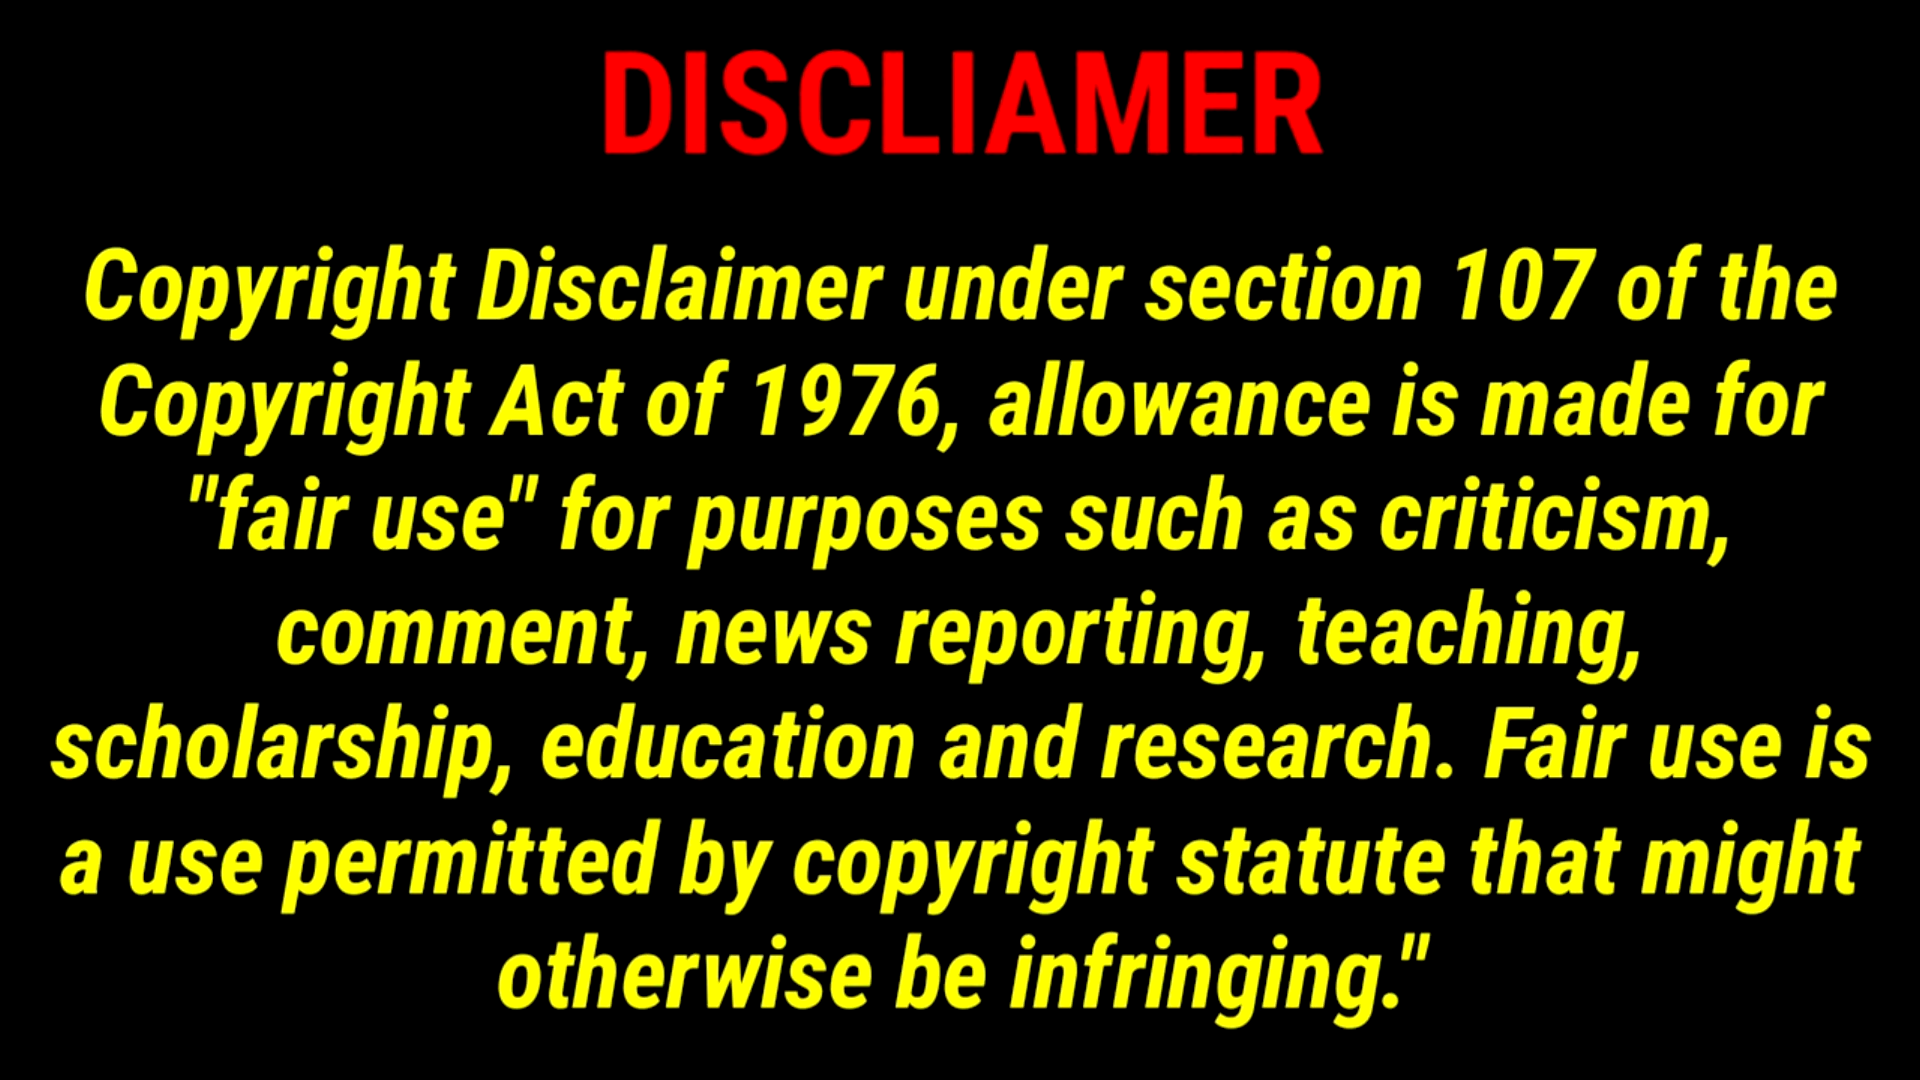 DISCLIAMER
Copyright Disclaimer under section 107 of the
Copyright Act of 1976, allowance is made for
"fair use" for purposes such as criticism,
comment, news reporting, teaching,
scholarship, education and research. Fair use is
a use permitted by copyright statute that might
otherwise be infringing."